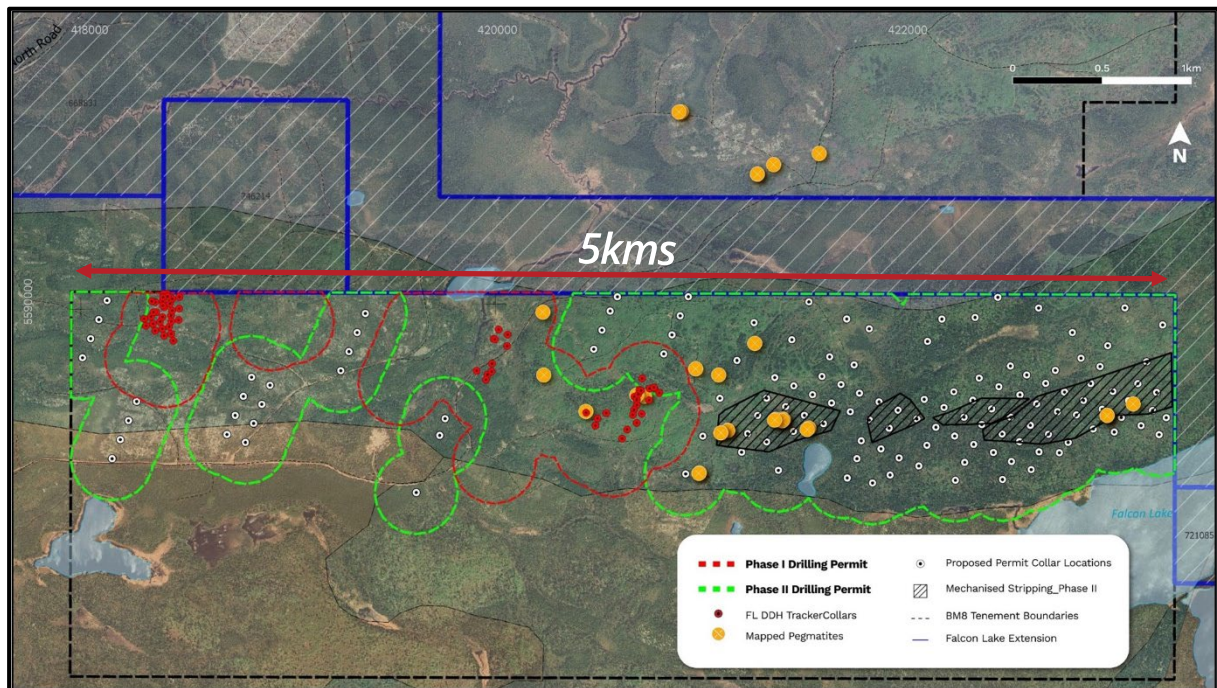 418000
420000
422000
North Road
0
0.5
1km
N
668931
746214
5kms
5590000
Falcon Lake
721085
Phase I Drilling Permit
Phase II Drilling Permit
FL DDH TrackerCollars
Mapped Pegmatites
Proposed Permit Collar Locations
Mechanised Stripping_Phase II
BM8 Tenement Boundaries
Falcon Lake Extension